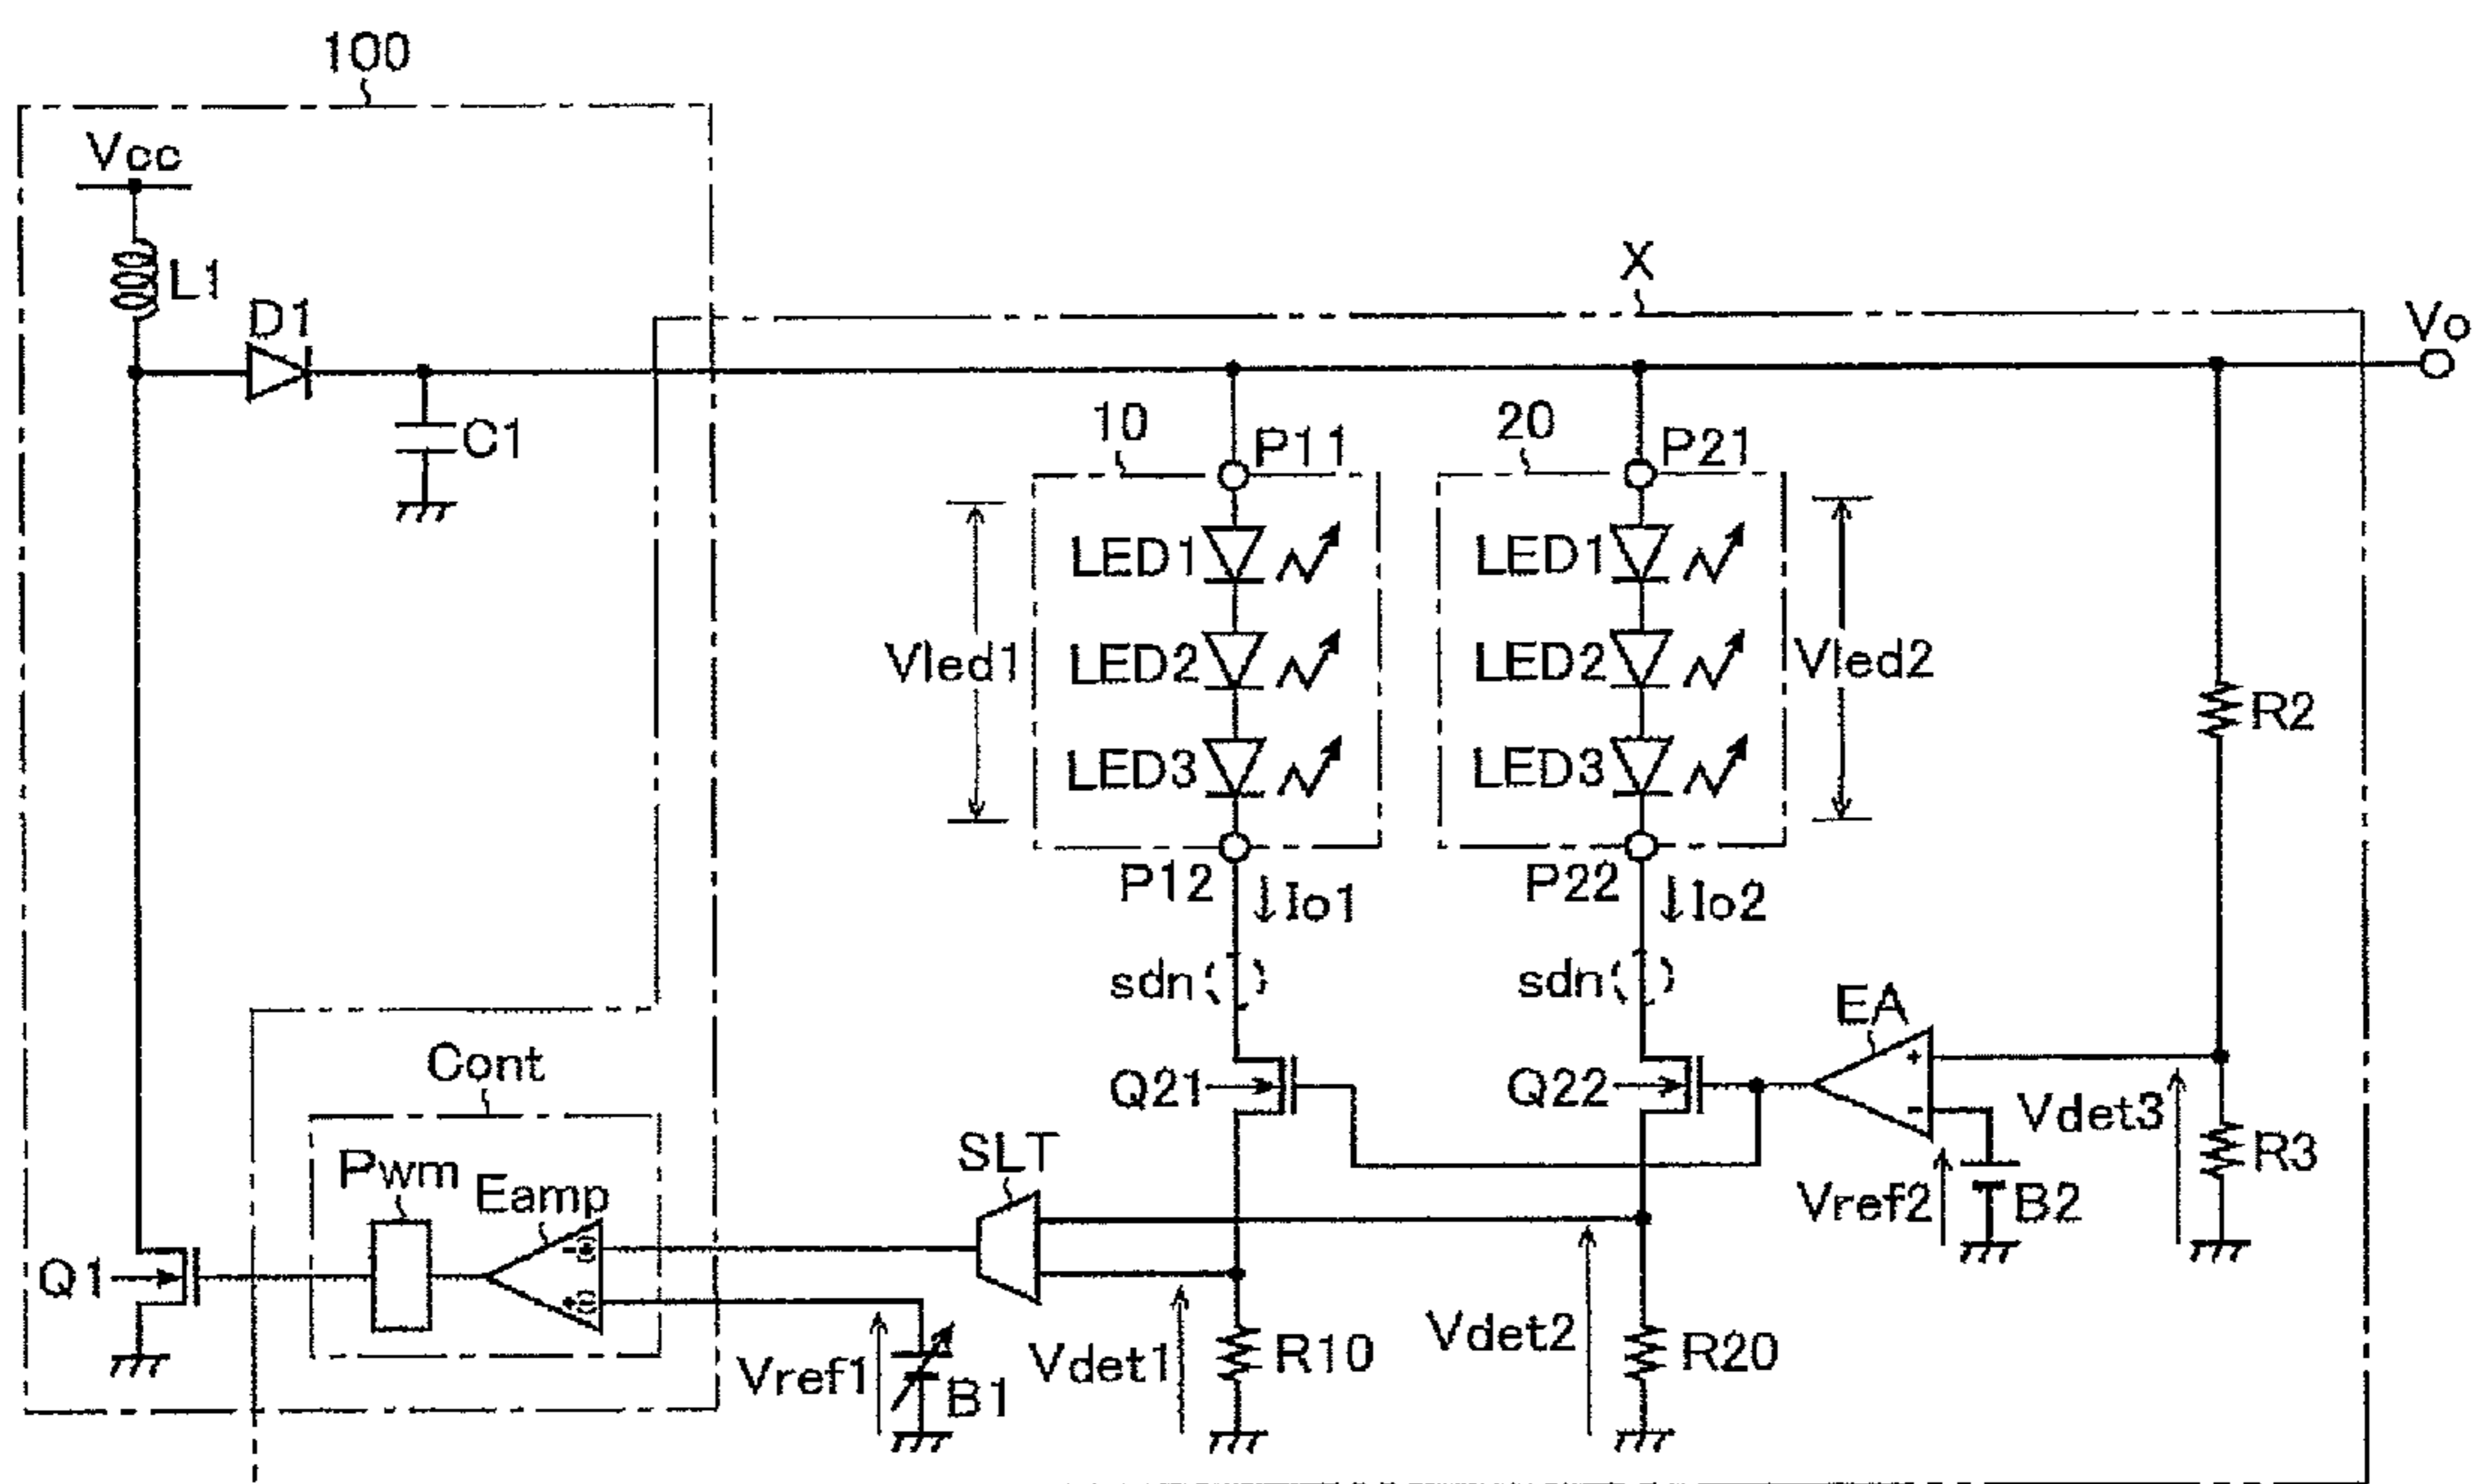 100
Vcc
L1
D1
C1
X
Vo
10
P11
20
P21
LED1
LED1
Vled1
LED2
LED2
Vled2
R2
LED3
LED3
P12
Io1
P22
Io2
sdn
sdn
EA
+
-
Cont
Q21
Q22
Vdet3
R3
Pwm
Eamp
SLT
Vref2
B2
Q1
-(+)
+(-)
Vref1
B1
Vdet1
R10
Vdet2
R20